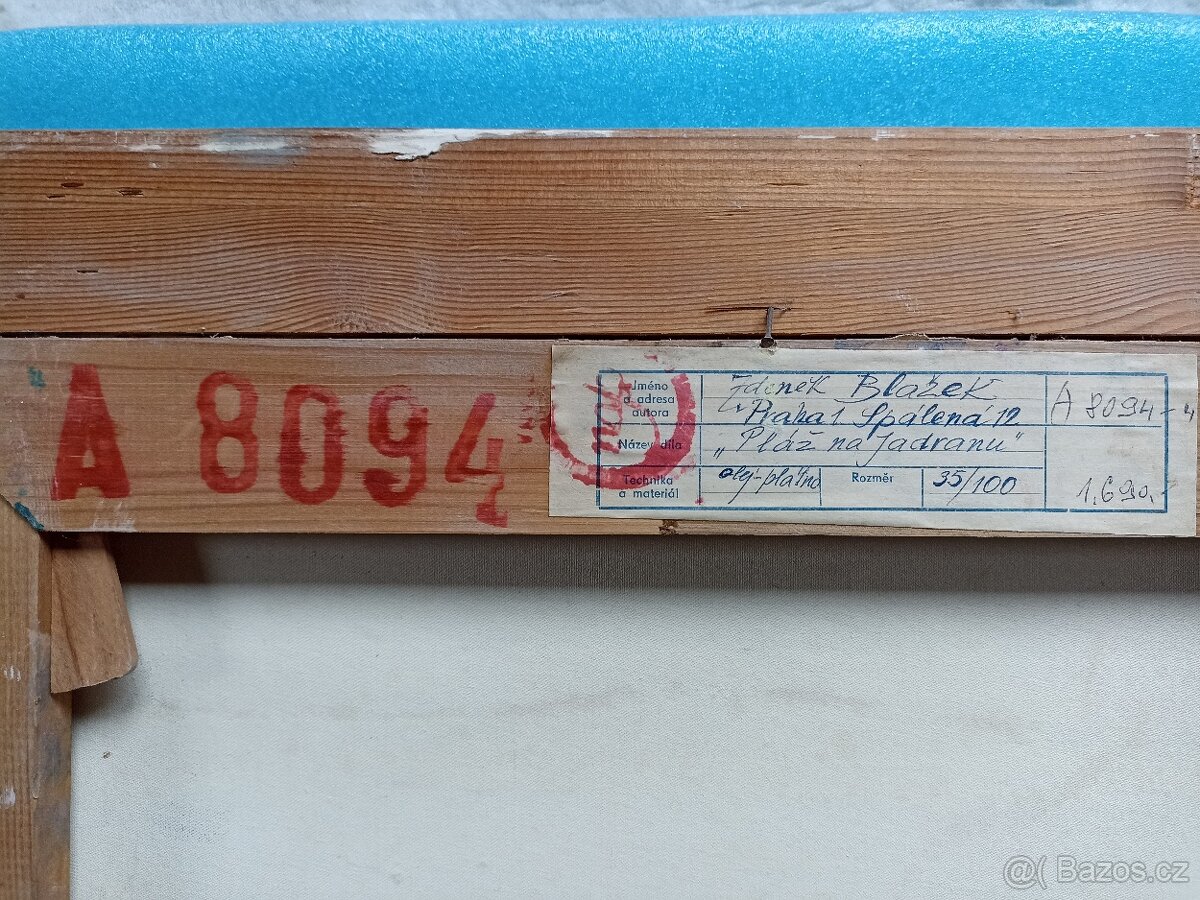 A 8094
Jméno a adresa autora
Zdeněk Blažek
Praha 1 Spálená 12
A 8094-4
Název díla
"Pláž na Jadranu"
Technika a materiál
olej-plátno
Rozměr
35/100
1.690.-
@( Bazos.cz